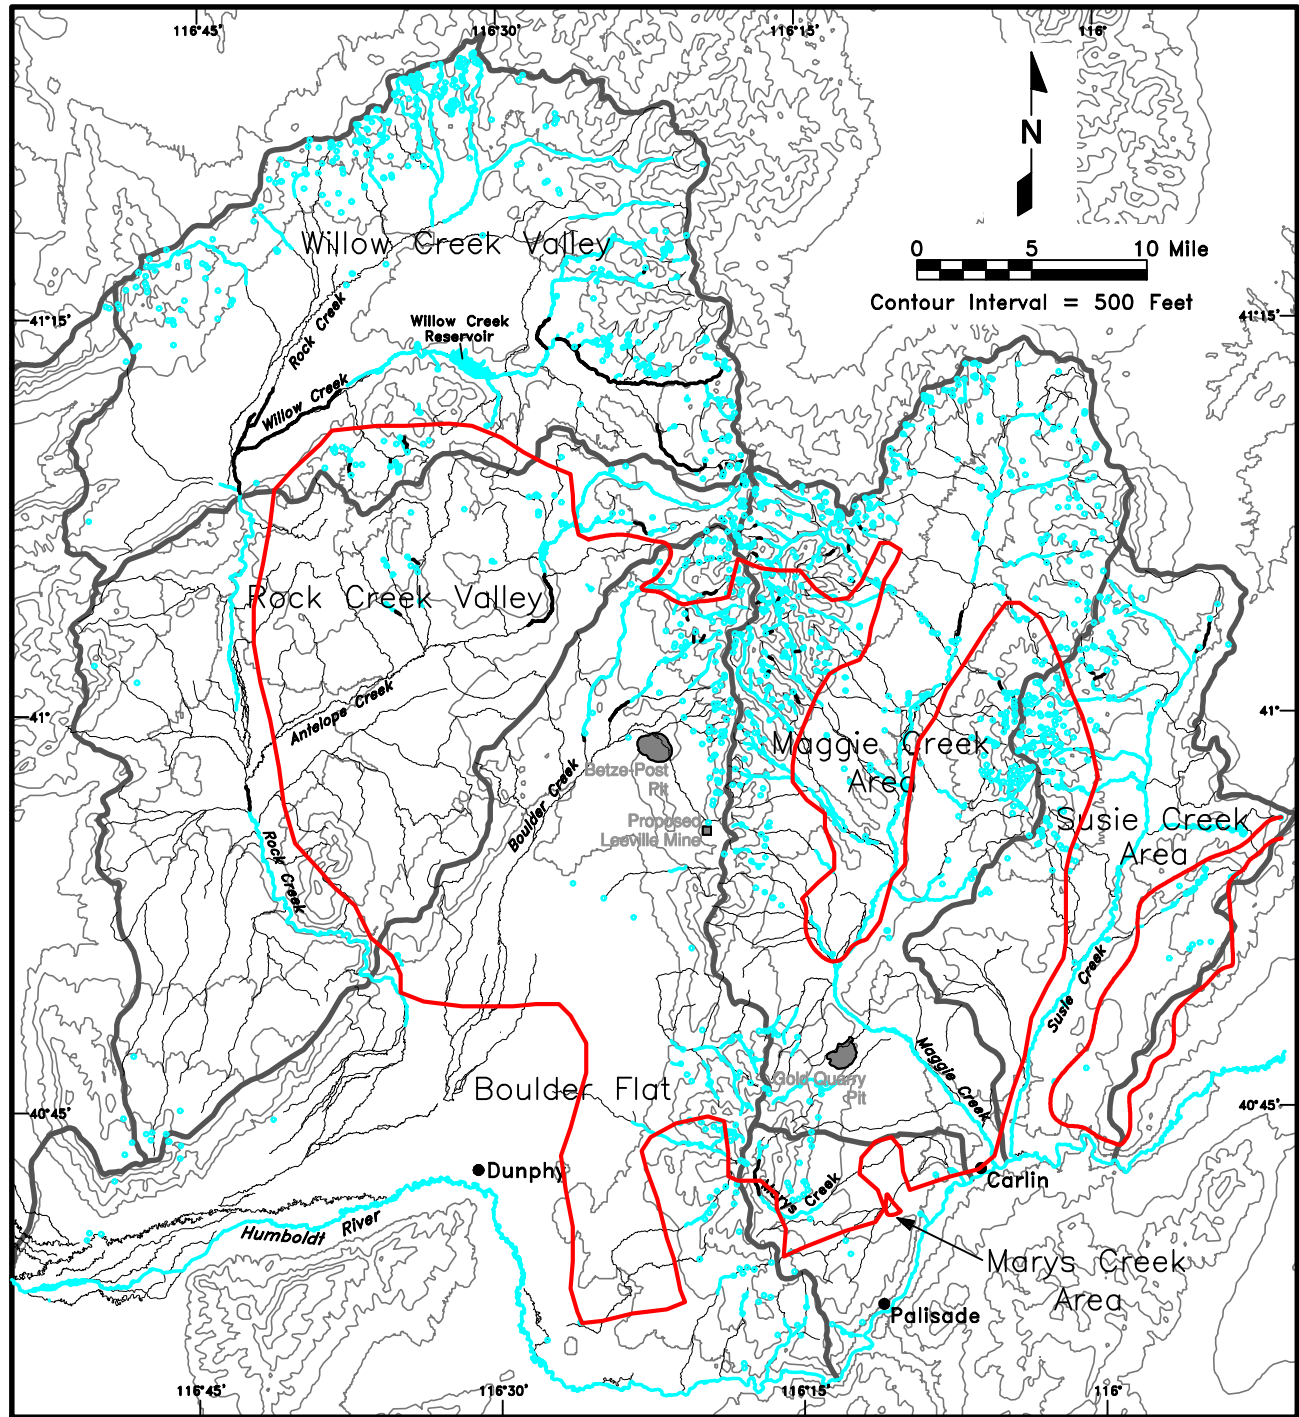 116°45'
116°30'
116°15'
116°
N
0 5 10 Mile
Contour Interval = 500 Feet
Willow Creek Valley
41°15'
41°15'
Rock Creek
Willow Creek
Reservoir
Willow Creek
Rock Creek Valley
Antelope Creek
41°
41°
Maggie Creek
Area
Betze-Post
Pit
Boulder Creek
Proposed
Leeville Mine
Susie Creek
Area
Rock Creek
Susie Creek
Maggie Creek
Gold Quarry
Pit
Boulder Flat
40°45'
40°45'
Dunphy
Carlin
Marys Creek
Humboldt River
Marys Creek
Area
Palisade
116°45'
116°30'
116°15'
116°